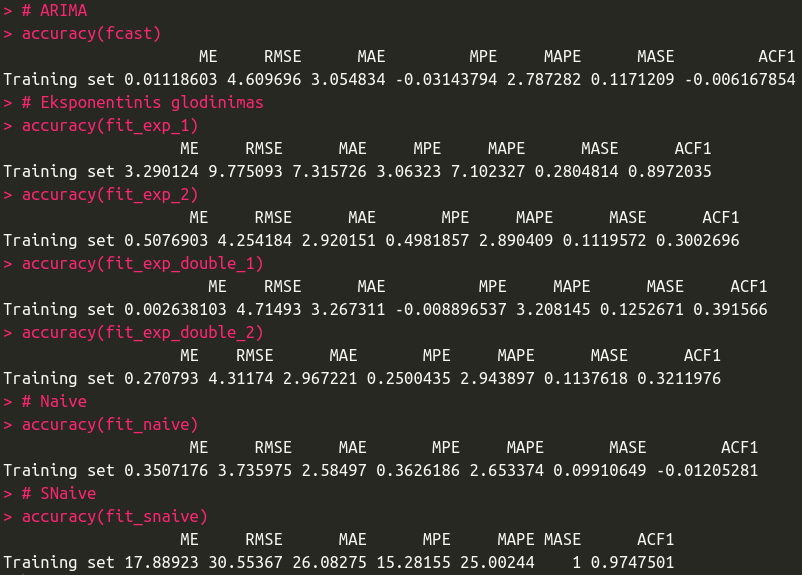 > # ARIMA
> accuracy(fcast)
ME RMSE MAE MPE MAPE MASE ACF1
Training set 0.01118603 4.609696 3.054834 -0.03143794 2.787282 0.1171209 -0.006167854
> # Eksponentinis glodinimas
> accuracy(fit_exp_1)
ME RMSE MAE MPE MAPE MASE ACF1
Training set 3.290124 9.775093 7.315726 3.06323 7.102327 0.2804814 0.8972035
> accuracy(fit_exp_2)
ME RMSE MAE MPE MAPE MASE ACF1
Training set 0.5076903 4.254184 2.920151 0.4981857 2.890409 0.1119572 0.3002696
> accuracy(fit_exp_double_1)
ME RMSE MAE MPE MAPE MASE ACF1
Training set 0.002638103 4.71493 3.267311 -0.008896537 3.208145 0.1252671 0.391566
> accuracy(fit_exp_double_2)
ME RMSE MAE MPE MAPE MASE ACF1
Training set 0.270793 4.31174 2.967221 0.2500435 2.943897 0.1137618 0.3211976
> # Naive
> accuracy(fit_naive)
ME RMSE MAE MPE MAPE MASE ACF1
Training set 0.3507176 3.735975 2.58497 0.3626186 2.653374 0.09910649 -0.01205281
> # SNaive
> accuracy(fit_snaive)
ME RMSE MAE MPE MAPE MASE ACF1
Training set 17.88923 30.55367 26.08275 15.28155 25.00244 1 0.9747501